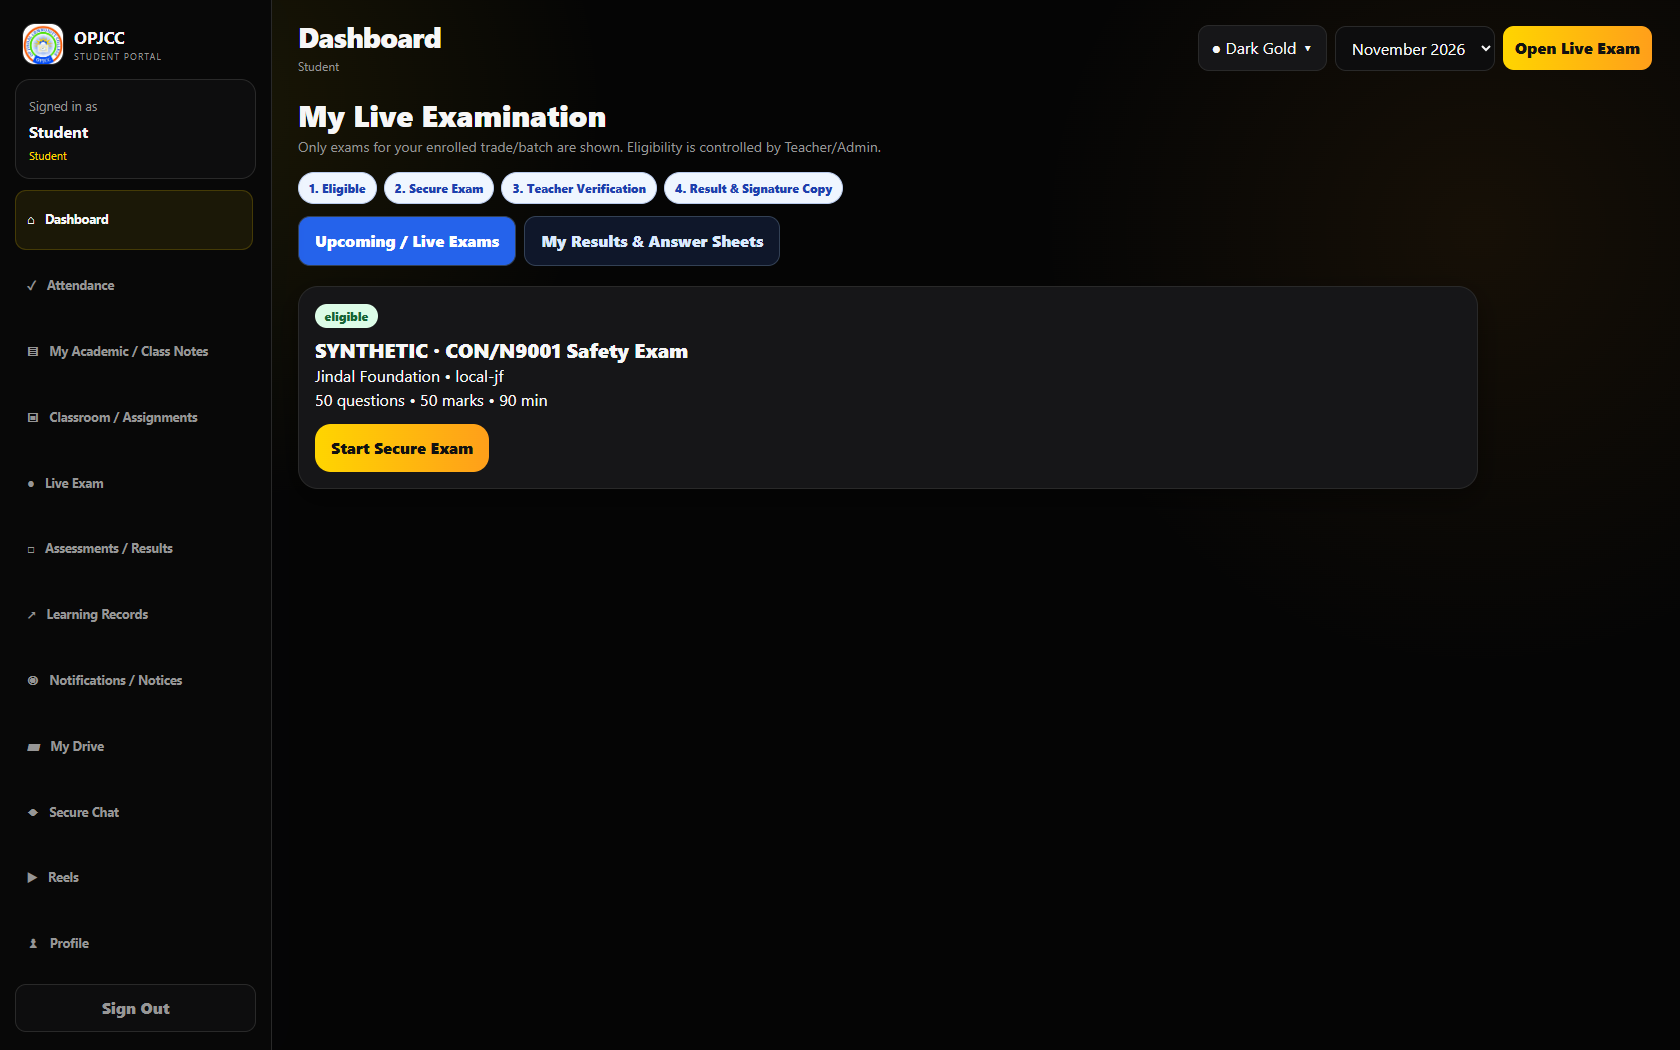 OPJCC
STUDENT PORTAL
Signed in as
Student
Student
Dashboard
Attendance
My Academic / Class Notes
Classroom / Assignments
Live Exam
Assessments / Results
Learning Records
Notifications / Notices
My Drive
Secure Chat
Reels
Profile
Sign Out
Dashboard
Student
Dark Gold
November 2026
Open Live Exam
My Live Examination
Only exams for your enrolled trade/batch are shown. Eligibility is controlled by Teacher/Admin.
1. Eligible
2. Secure Exam
3. Teacher Verification
4. Result & Signature Copy
Upcoming / Live Exams
My Results & Answer Sheets
eligible
SYNTHETIC · CON/N9001 Safety Exam
Jindal Foundation • local-jf
50 questions • 50 marks • 90 min
Start Secure Exam